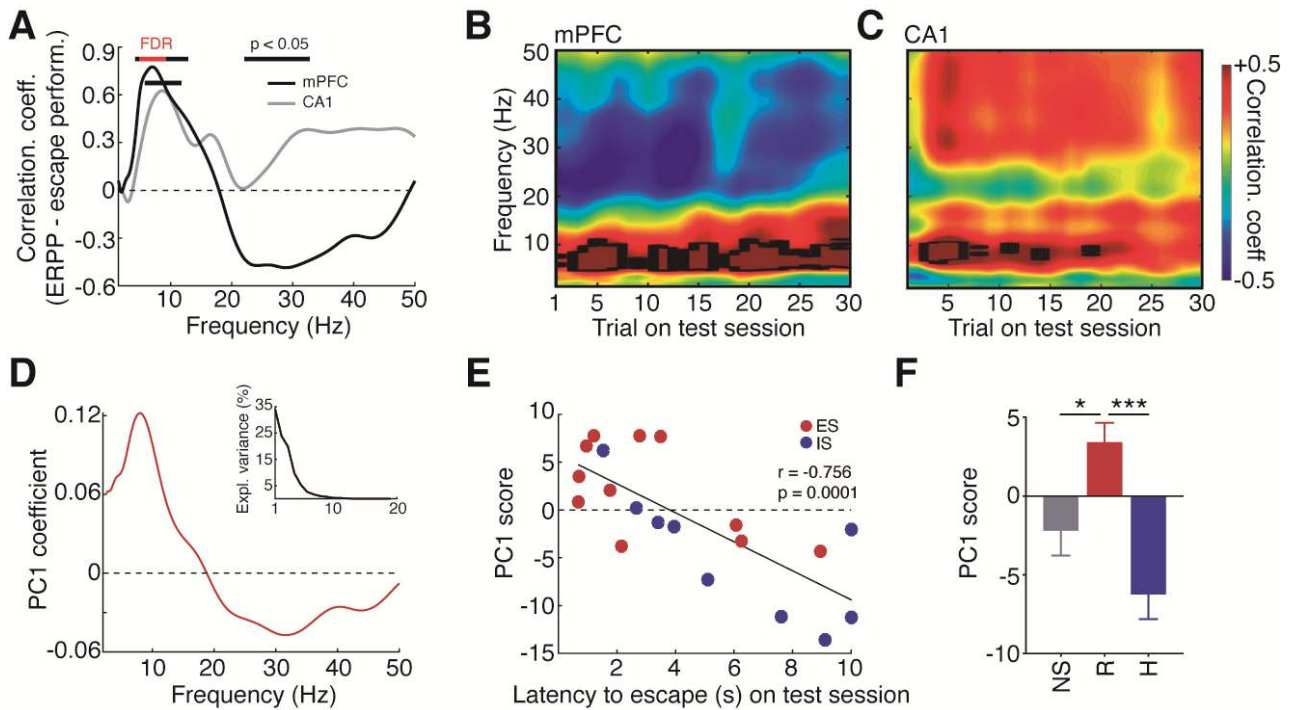 A
Correlation. coeff.
(ERPP - escape perform.)
0.9
0.6
0.3
0
-0.3
-0.6
FDR
p < 0.05
mPFC
CA1
10
20
30
40
50
Frequency (Hz)
B
mPFC
Frequency (Hz)
50
40
30
20
10
1
5
10
15
20
25
30
Trial on test session
C
CA1
5
10
15
20
25
30
Trial on test session
+0.5
Correlation. coeff
-0.5
D
PC1 coefficient
0.12
0.06
0
-0.06
Expl. variance (%)
35
25
15
5
1
10
20
10
20
30
40
50
Frequency (Hz)
E
PC1 score
10
5
0
-5
-10
-15
ES
IS
r = -0.756
p = 0.0001
2
4
6
8
10
Latency to escape (s) on test session
F
PC1 score
5
0
-5
-10
*
***
NS
R
H